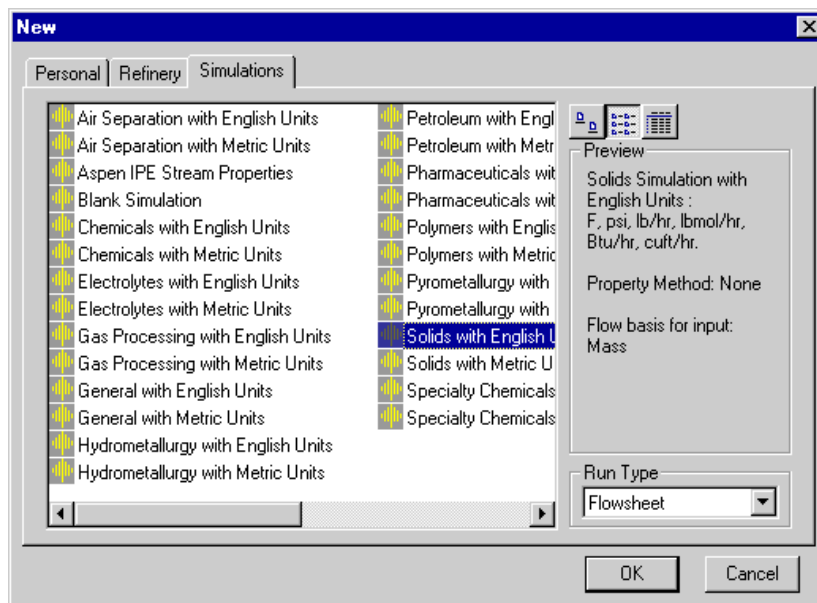 New
Personal
Refinery
Simulations
Air Separation with English Units
Air Separation with Metric Units
Aspen IPE Stream Properties
Blank Simulation
Chemicals with English Units
Chemicals with Metric Units
Electrolytes with English Units
Electrolytes with Metric Units
Gas Processing with English Units
Gas Processing with Metric Units
General with English Units
General with Metric Units
Hydrometallurgy with English Units
Hydrometallurgy with Metric Units
Petroleum with Engl
Petroleum with Metr
Pharmaceuticals wit
Pharmaceuticals wit
Polymers with Englis
Polymers with Metric
Pyrometallurgy with
Pyrometallurgy with
Solids with English U
Solids with Metric U
Specialty Chemicals
Specialty Chemicals
Preview
Solids Simulation with
English Units :
F, psi, lb/hr, lbmol/hr,
Btu/hr, cuft/hr.
Property Method: None
Flow basis for input:
Mass
Run Type
Flowsheet
OK
Cancel